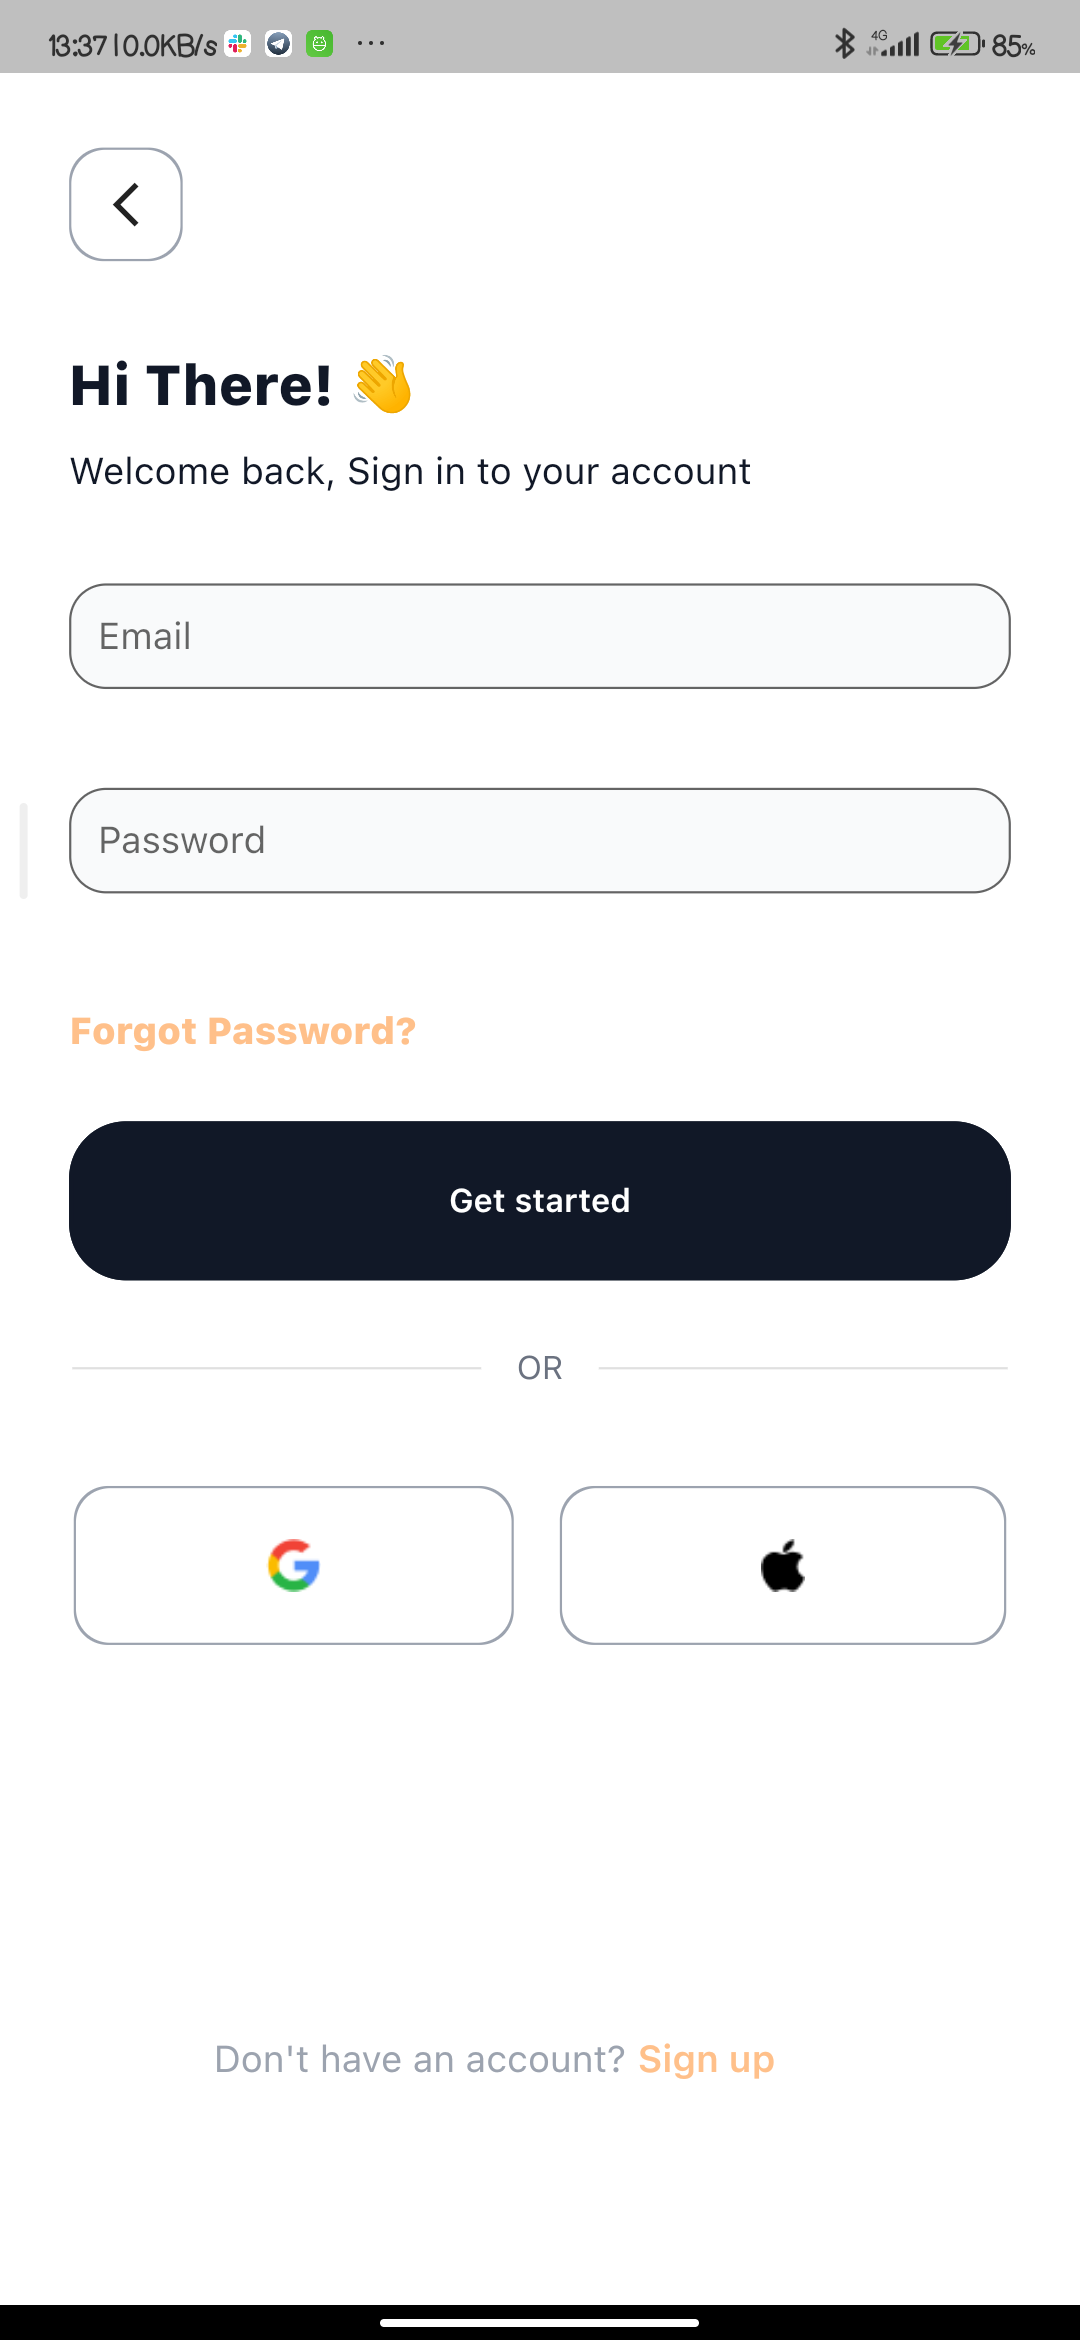 13:37 | 0.0KB/s ... 4G 85%
Hi There! 👋
Welcome back, Sign in to your account
Email
Password
Forgot Password?
Get started
OR
Don't have an account? Sign up